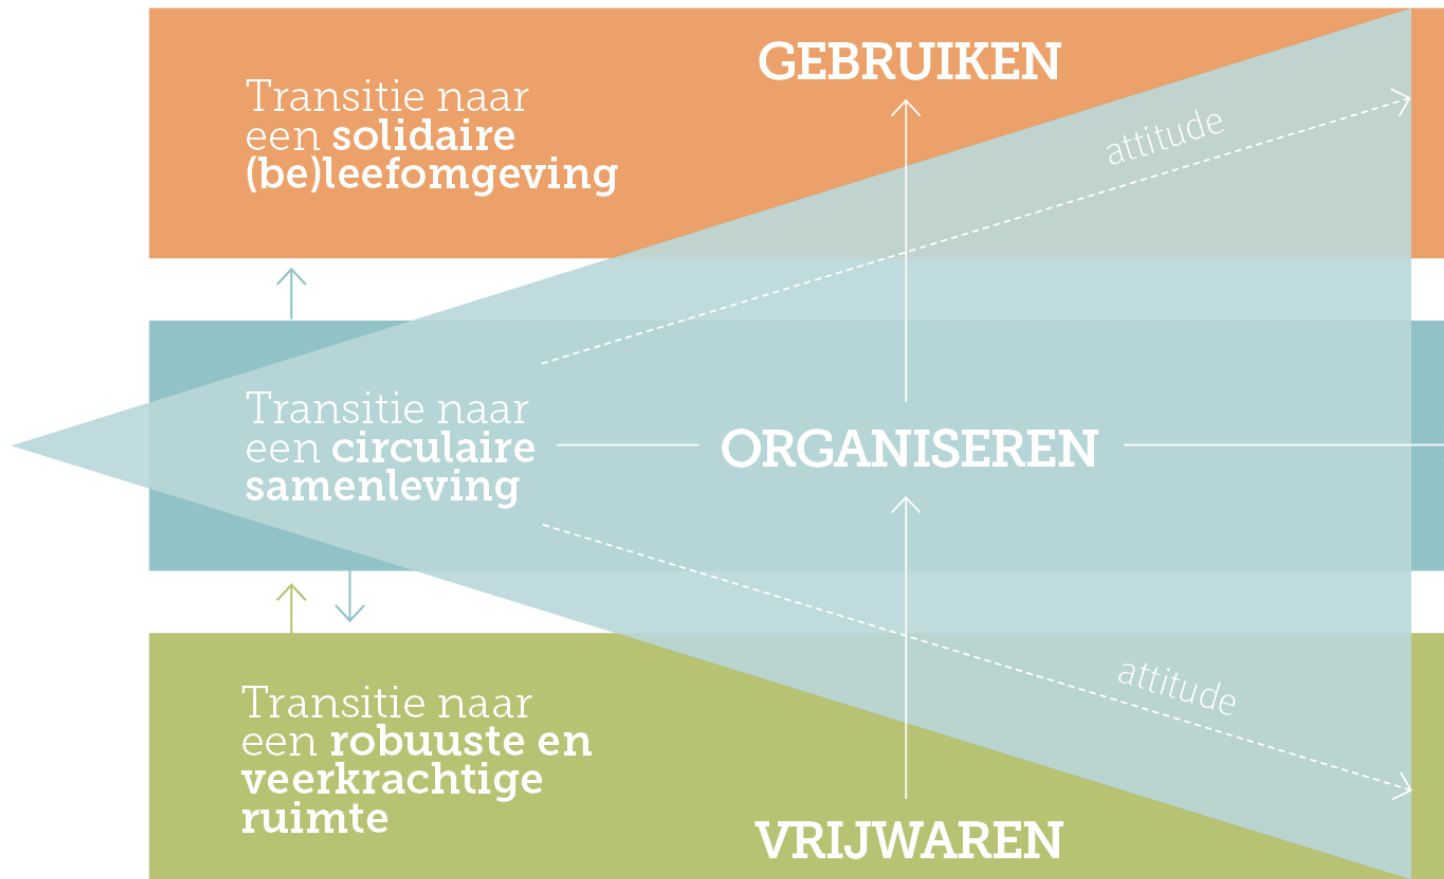 Transitie naar
een solidaire
(be)leefomgeving
GEBRUIKEN
attitude
Transitie naar
een circulaire
samenleving
ORGANISEREN
Transitie naar
een robuuste en
veerkrachtige
ruimte
attitude
VRIJWAREN